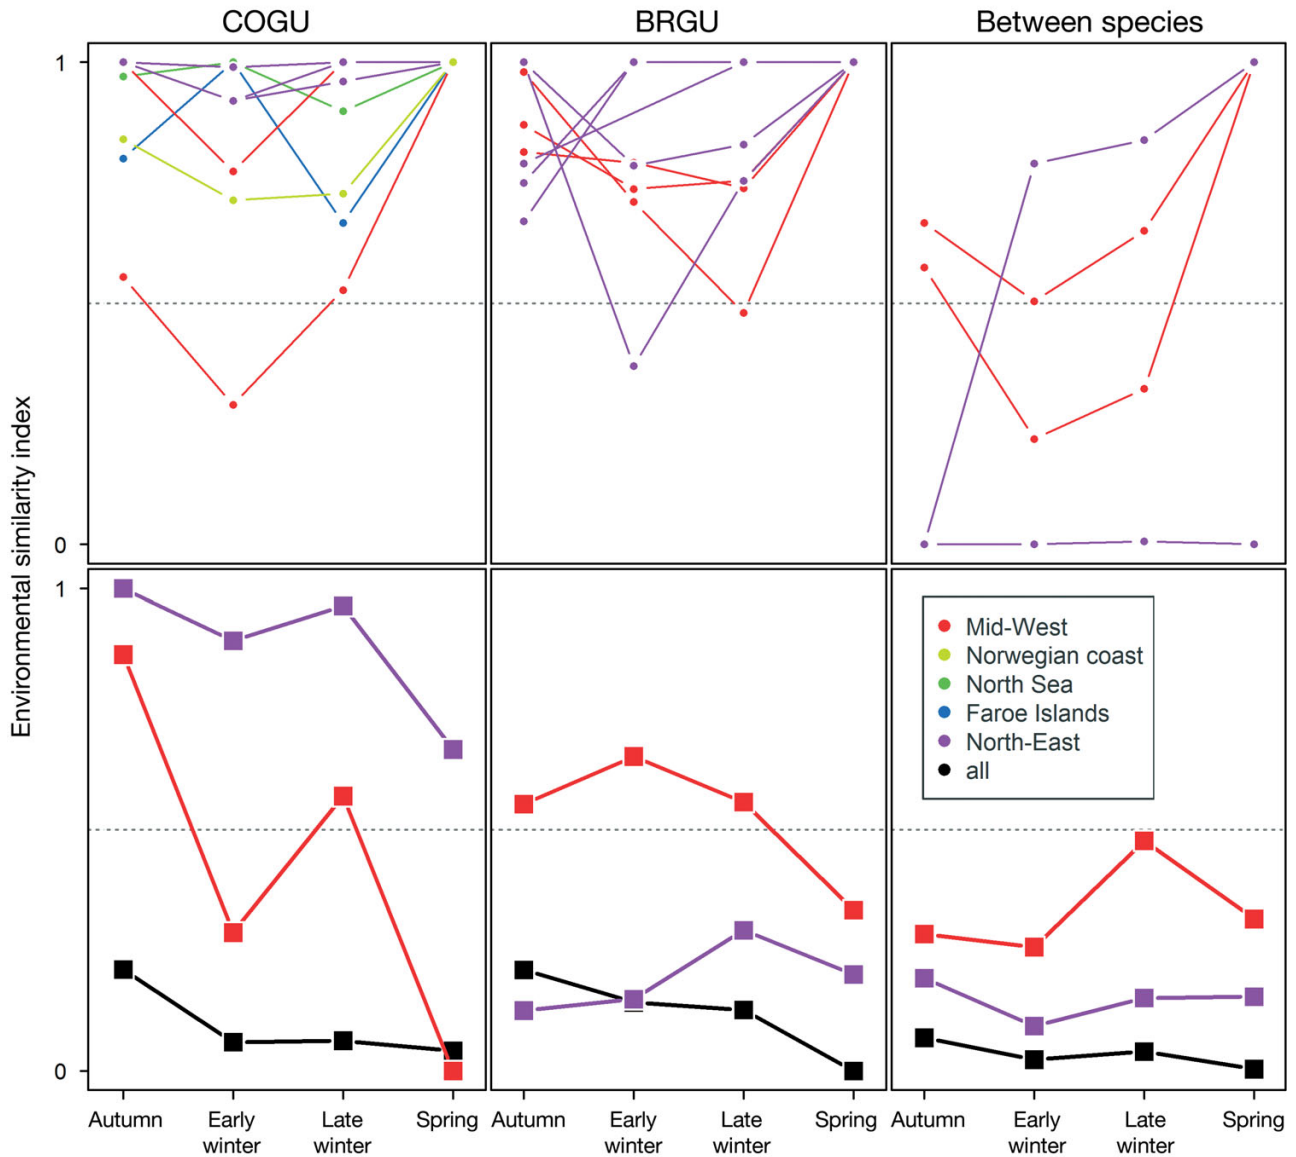 COGU
BRGU
Between species
Environmental similarity index
1
0
1
0
Mid-West
Norwegian coast
North Sea
Faroe Islands
North-East
all
Autumn
Early
winter
Late
winter
Spring
Autumn
Early
winter
Late
winter
Spring
Autumn
Early
winter
Late
winter
Spring